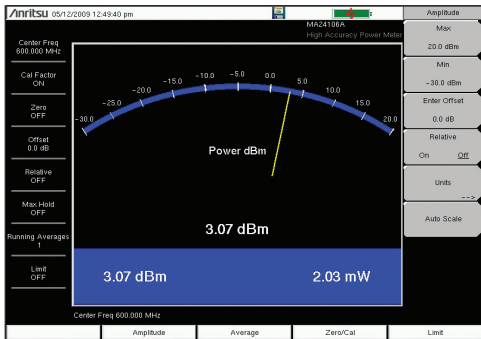 Anritsu 05/12/2009 12:49:40 pm
MA24106A
High Accuracy Power Meter
Center Freq
600.000 MHz
Cal Factor
ON
Zero
OFF
Offset
0.0 dB
Relative
OFF
Max Hold
OFF
Running Averages
1
Limit
OFF
-30.0
-25.0
-20.0
-15.0
-10.0
-5.0
0.0
5.0
10.0
15.0
20.0
Power dBm
3.07 dBm
3.07 dBm 2.03 mW
Center Freq 600.000 MHz
Amplitude
Max
20.0 dBm
Min
-30.0 dBm
Enter Offset
0.0 dB
Relative
On Off
Units
-->
Auto Scale
Amplitude Average Zero/Cal Limit